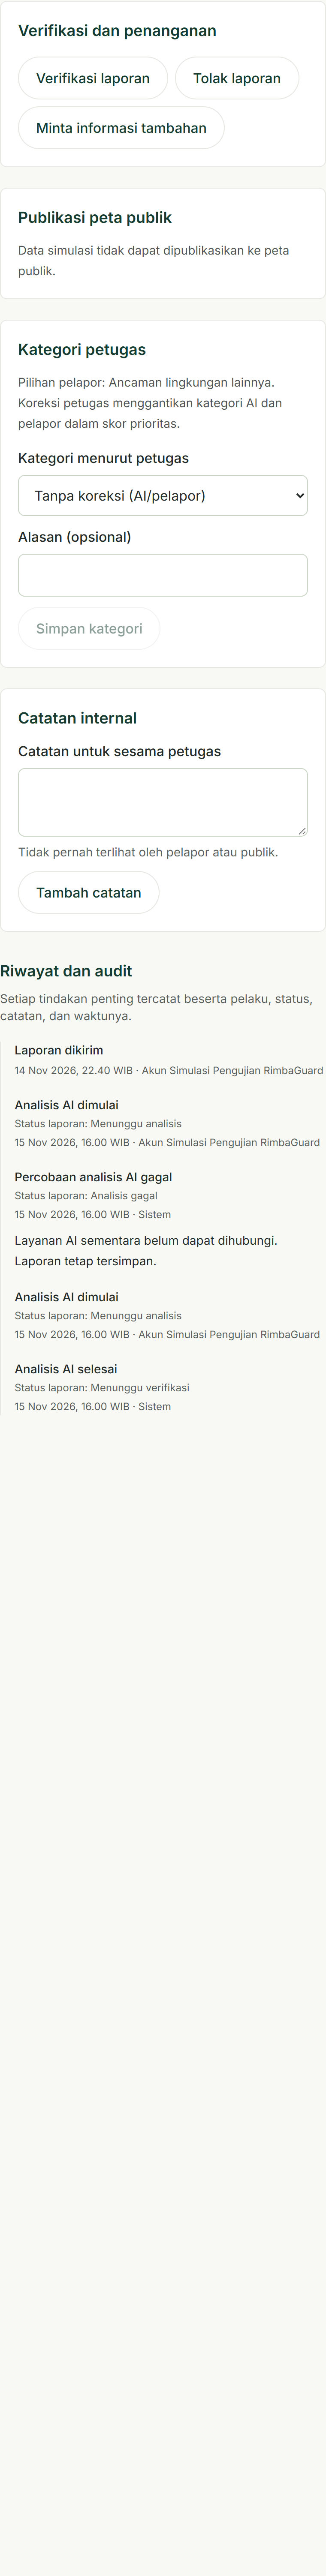 Verifikasi dan penanganan
Verifikasi laporan
Tolak laporan
Minta informasi tambahan
Publikasi peta publik
Data simulasi tidak dapat dipublikasikan ke peta
publik.
Kategori petugas
Pilihan pelapor: Ancaman lingkungan lainnya.
Koreksi petugas menggantikan kategori AI dan
pelapor dalam skor prioritas.
Kategori menurut petugas
Tanpa koreksi (AI/pelapor)
Alasan (opsional)
Simpan kategori
Catatan internal
Catatan untuk sesama petugas
Tidak pernah terlihat oleh pelapor atau publik.
Tambah catatan
Riwayat dan audit
Setiap tindakan penting tercatat beserta pelaku, status,
catatan, dan waktunya.
Laporan dikirim
14 Nov 2026, 22.40 WIB · Akun Simulasi Pengujian RimbaGuard
Analisis AI dimulai
Status laporan: Menunggu analisis
15 Nov 2026, 16.00 WIB · Akun Simulasi Pengujian RimbaGuard
Percobaan analisis AI gagal
Status laporan: Analisis gagal
15 Nov 2026, 16.00 WIB · Sistem
Layanan AI sementara belum dapat dihubungi.
Laporan tetap tersimpan.
Analisis AI dimulai
Status laporan: Menunggu analisis
15 Nov 2026, 16.00 WIB · Akun Simulasi Pengujian RimbaGuard
Analisis AI selesai
Status laporan: Menunggu verifikasi
15 Nov 2026, 16.00 WIB · Sistem